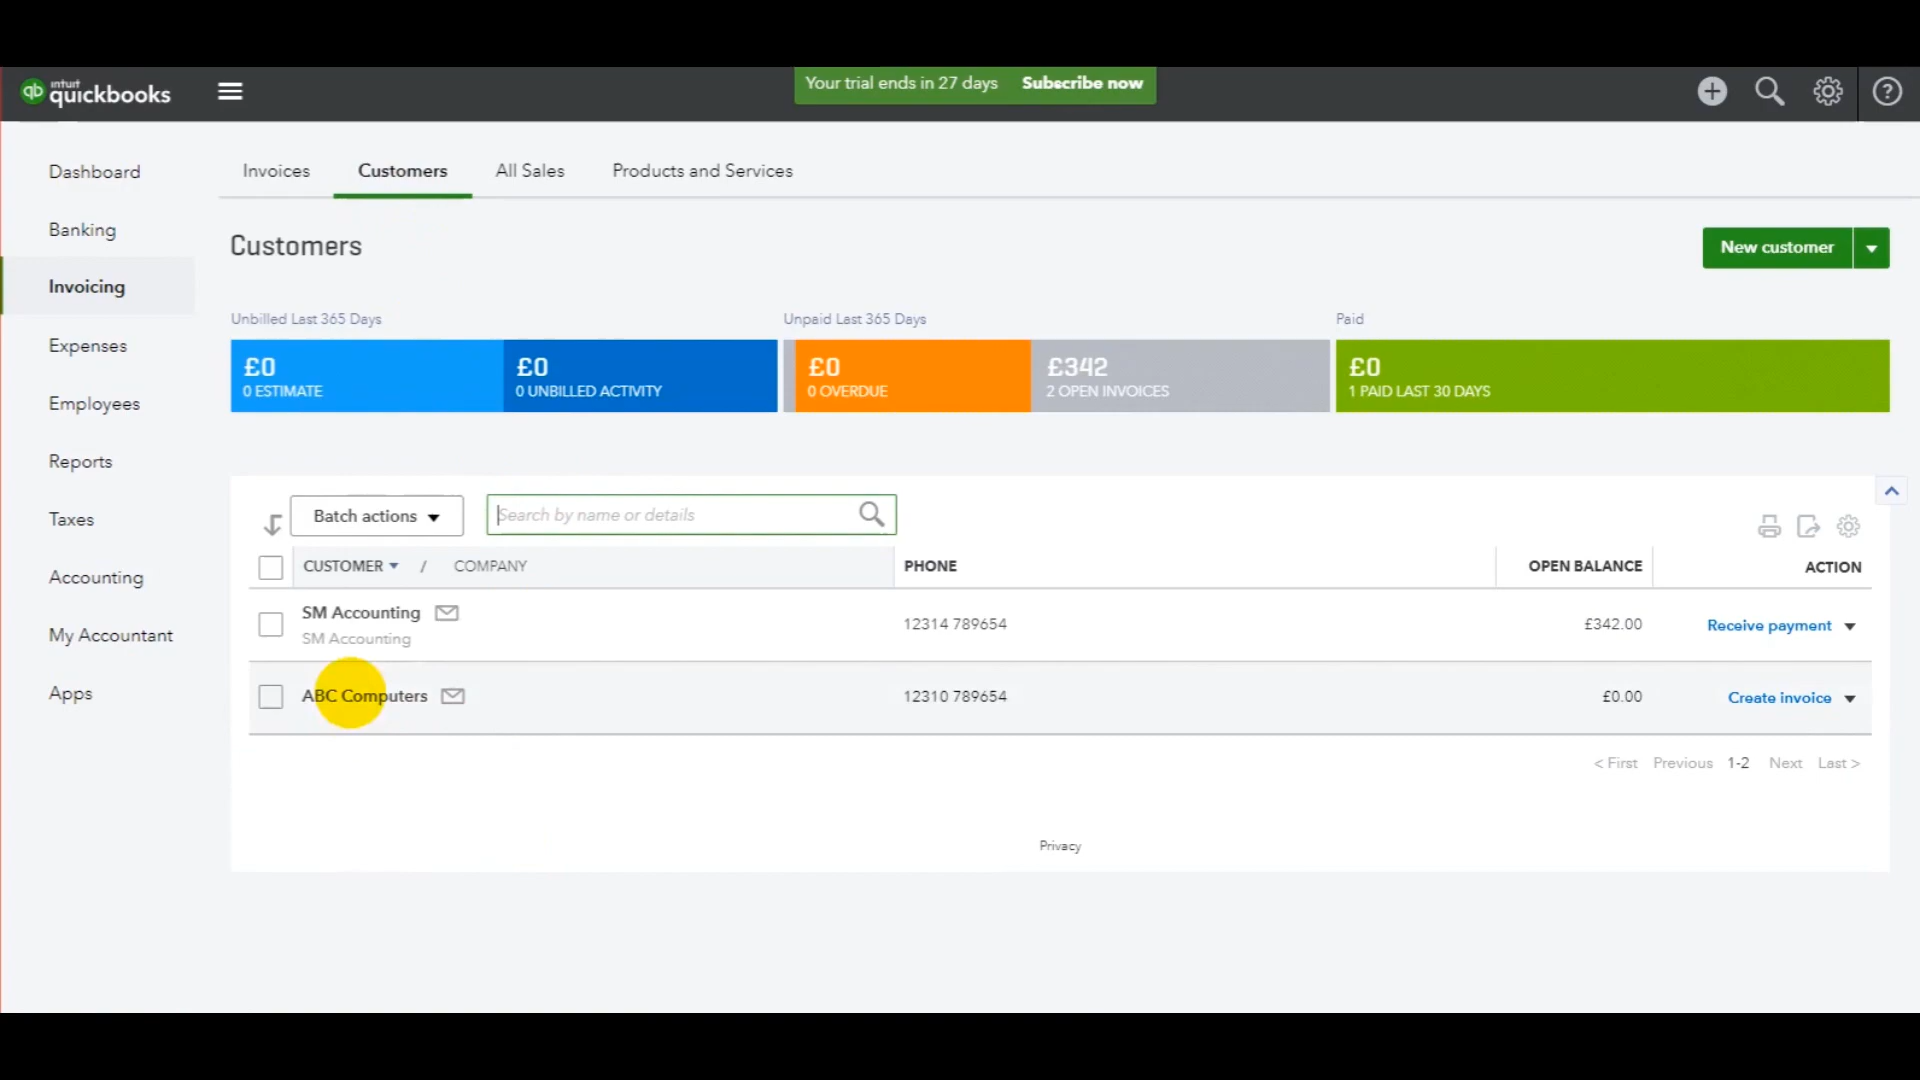 intuit
quickbooks
Your trial ends in 27 days Subscribe now
Dashboard
Banking
Invoicing
Expenses
Employees
Reports
Taxes
Accounting
My Accountant
Apps
Invoices Customers All Sales Products and Services
Customers
New customer
Unbilled Last 365 Days Unpaid Last 365 Days Paid
£0 £0 £0 £342 £0
0 ESTIMATE 0 UNBILLED ACTIVITY 0 OVERDUE 2 OPEN INVOICES 1 PAID LAST 30 DAYS
Batch actions Search by name or details
CUSTOMER / COMPANY PHONE OPEN BALANCE ACTION
SM Accounting 12314 789654 £342.00 Receive payment
SM Accounting
ABC Computers 12310 789654 £0.00 Create invoice
< First Previous 1-2 Next Last >
Privacy